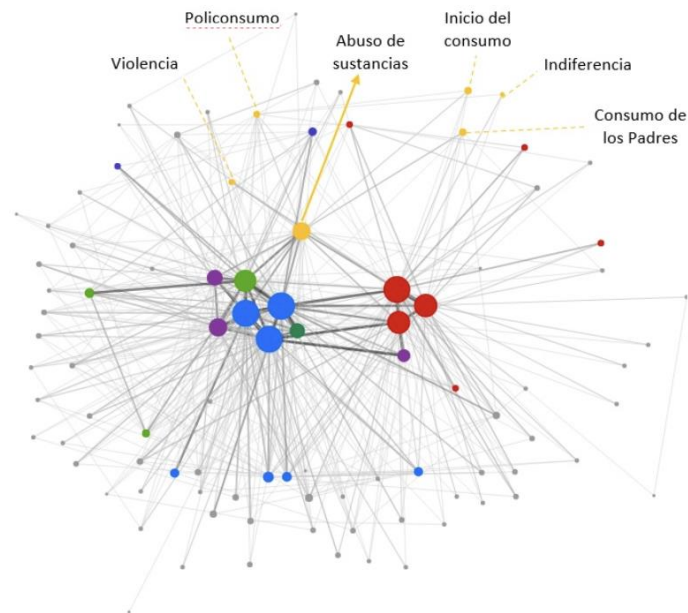 Policonsumo
Inicio del
consumo
Abuso de
sustancias
Violencia
Indiferencia
Consumo de
los Padres